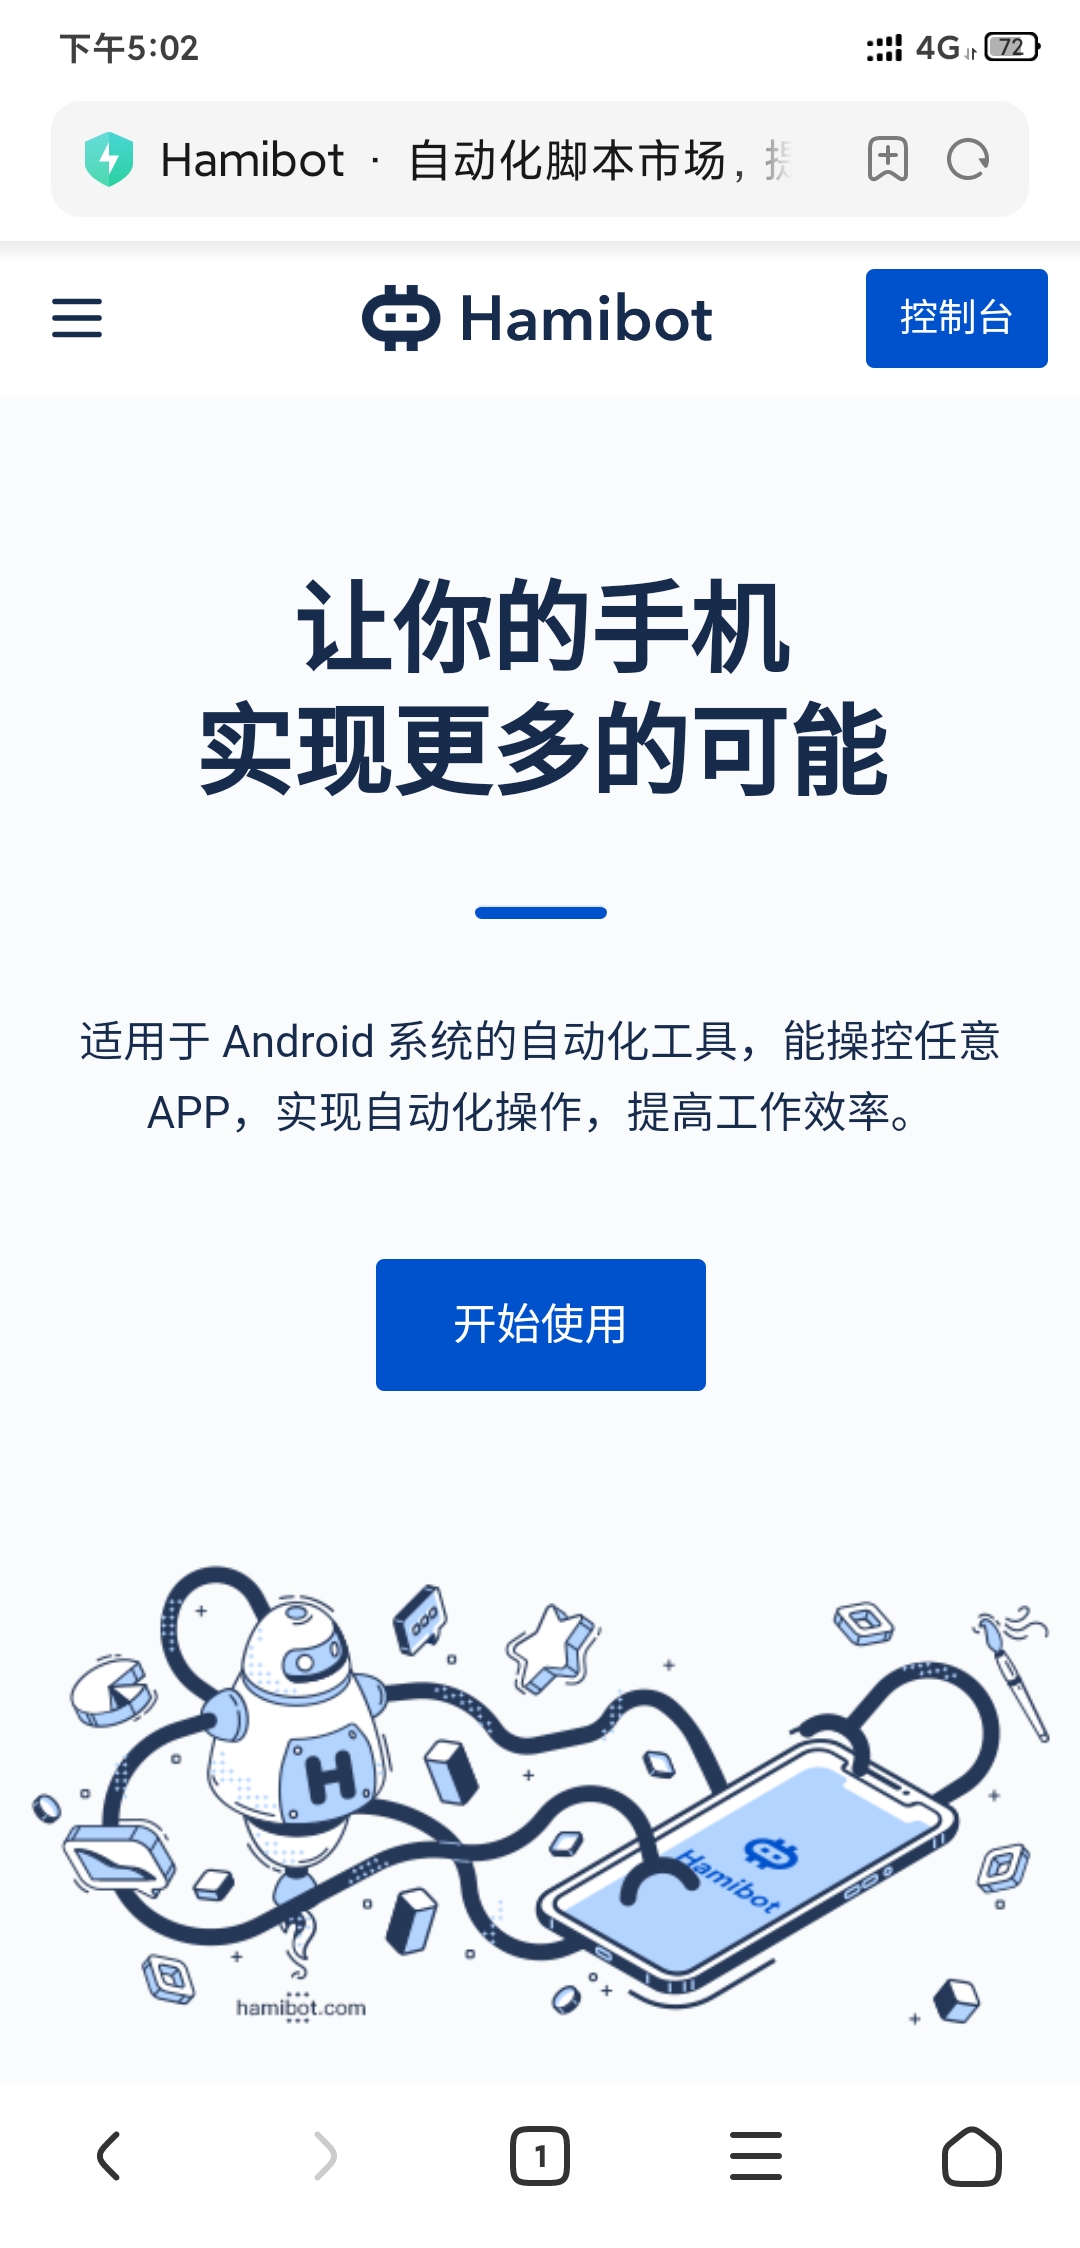 下午5:02
4G
72
Hamibot · 自动化脚本市场,
Hamibot
控制台
让你的手机
实现更多的可能
适用于 Android 系统的自动化工具，能操控任意
APP，实现自动化操作，提高工作效率。
开始使用
H
Hamibot
hamibot.com
1